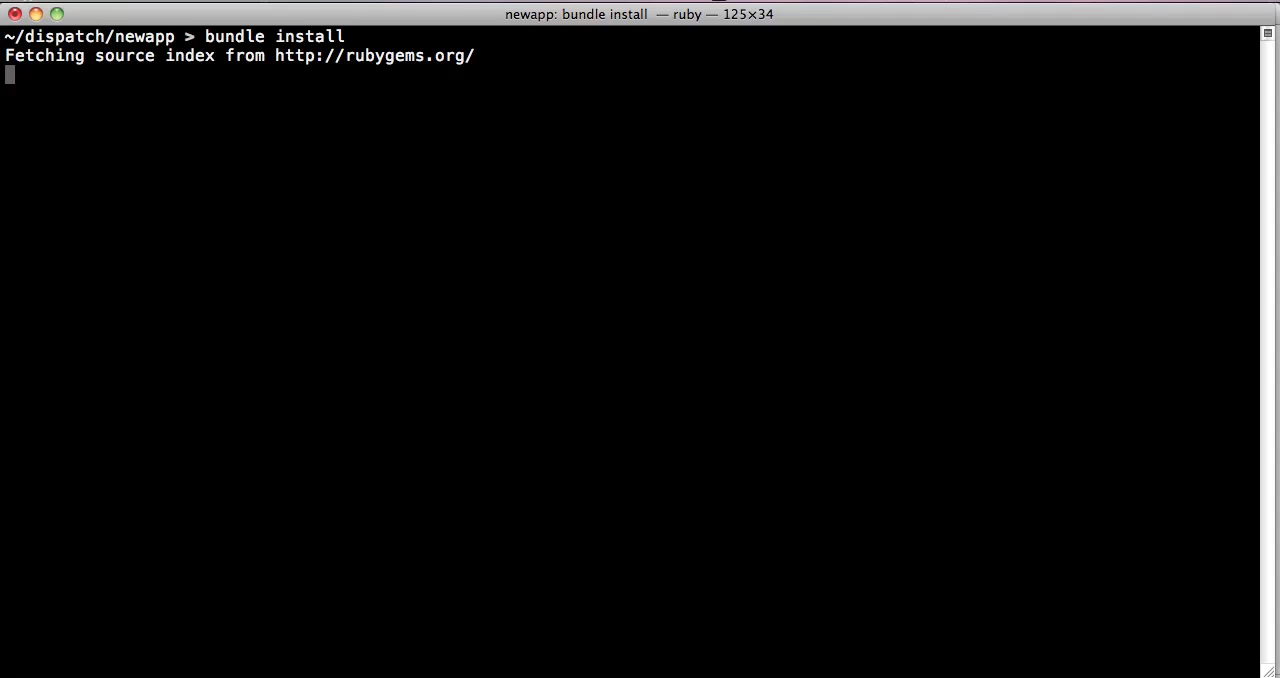 newapp: bundle install — ruby — 125×34
~/dispatch/newapp > bundle install
Fetching source index from http://rubygems.org/